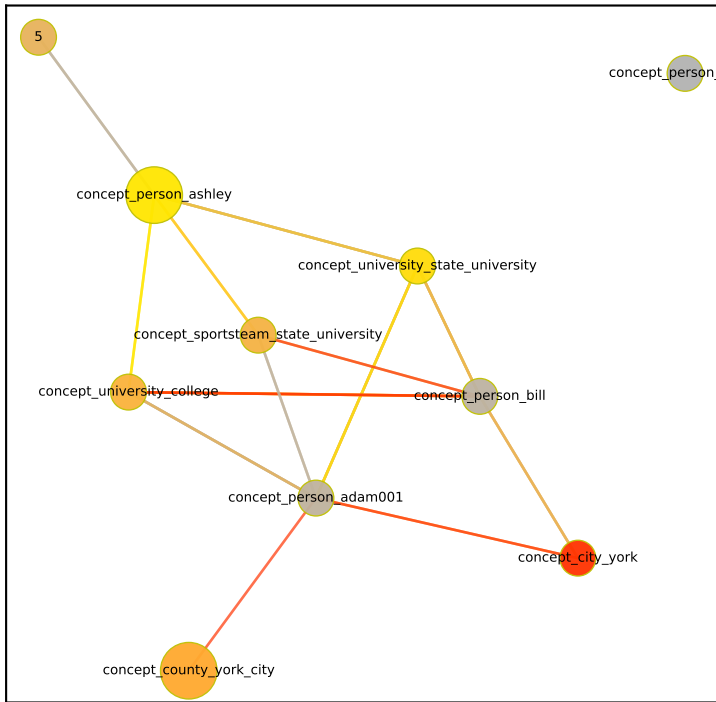 5
concept_person_
concept_person_ashley
concept_university_state_university
concept_sportsteam_state_university
concept_university_college
concept_person_bill
concept_person_adam001
concept_city_york
concept_county_york_city